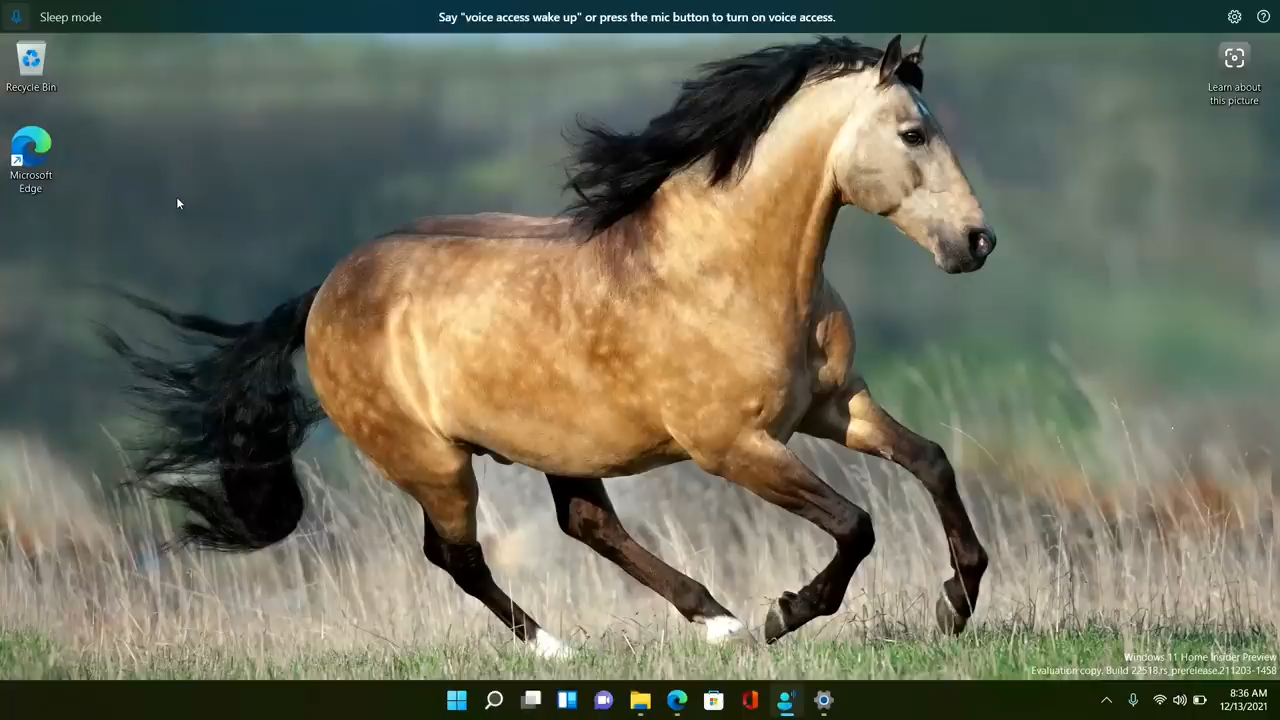 Sleep mode
Say "voice access wake up" or press the mic button to turn on voice access.
Recycle Bin
Learn about
this picture
Microsoft
Edge
Windows 11 Home Insider Preview
Evaluation copy. Build 22518.rs_prerelease.211203-1458
8:36 AM
12/13/2021